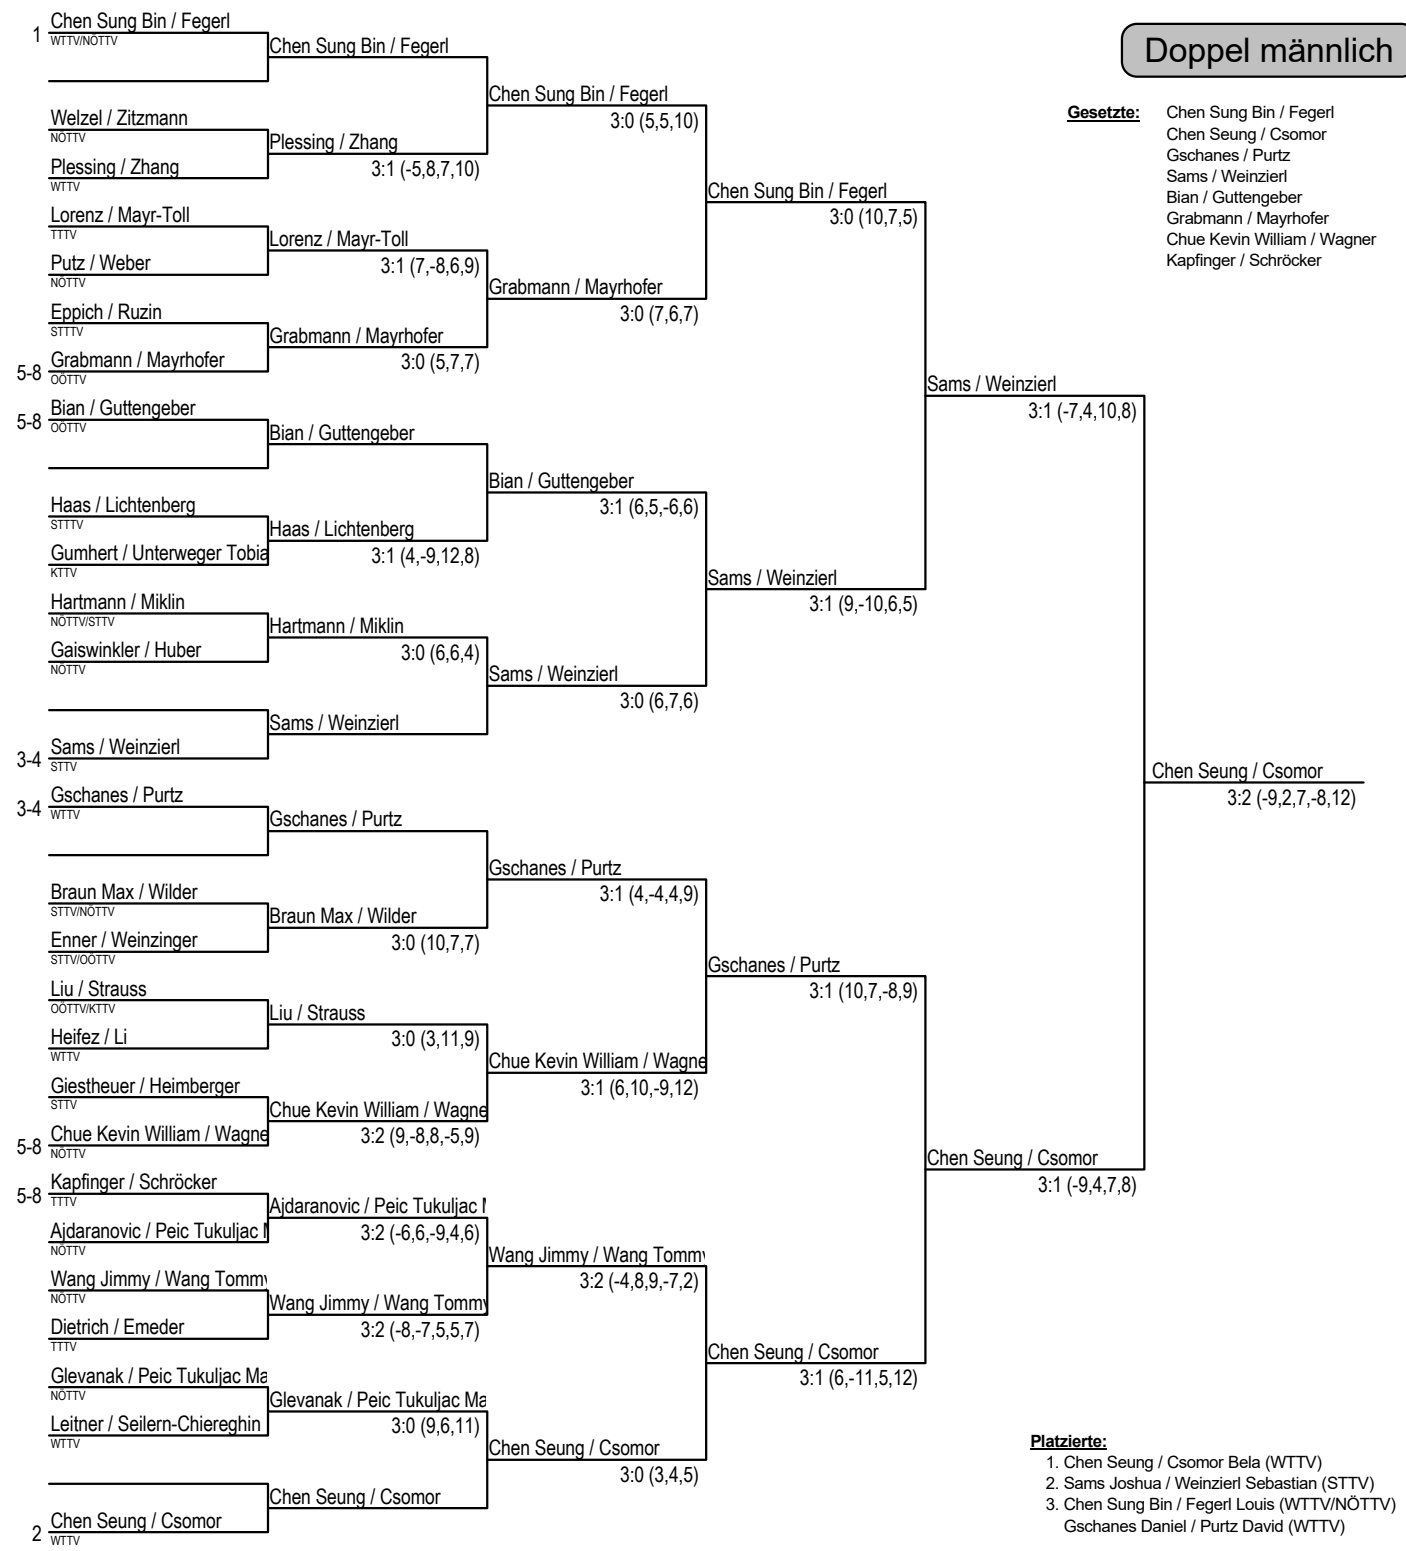 Doppel männlich
Gesetzte: Chen Sung Bin / Fegerl
Chen Seung / Csomor
Gschanes / Purtz
Sams / Weinzierl
Bian / Guttengeber
Grabmann / Mayrhofer
Chue Kevin William / Wagner
Kapfinger / Schröcker
1 Chen Sung Bin / Fegerl
WTTV/NÖTTV
Welzel / Zitzmann
NÖTTV
Plessing / Zhang
WTTV
Lorenz / Mayr-Toll
TTTV
Putz / Weber
NÖTTV
Eppich / Ruzin
STTTV
5-8 Grabmann / Mayrhofer
OÖTTV
5-8 Bian / Guttengeber
OÖTTV
Haas / Lichtenberg
STTTV
Gumhert / Unterweger Tobia
KTTV
Hartmann / Miklin
NÖTTV/STTV
Gaiswinkler / Huber
NÖTTV
3-4 Sams / Weinzierl
STTV
3-4 Gschanes / Purtz
WTTV
Braun Max / Wilder
STTV/NÖTTV
Enner / Weinzinger
STTV/OÖTTV
Liu / Strauss
OÖTTV/KTTV
Heifez / Li
WTTV
Giestheuer / Heimberger
STTV
5-8 Chue Kevin William / Wagne
NÖTTV
5-8 Kapfinger / Schröcker
TTTV
Ajdaranovic / Peic Tukuljac M
NÖTTV
Wang Jimmy / Wang Tommy
NÖTTV
Dietrich / Emeder
TTTV
Glevanak / Peic Tukuljac Ma
NÖTTV
Leitner / Seilern-Chiereghin
WTTV
2 Chen Seung / Csomor
WTTV
Chen Sung Bin / Fegerl
Plessing / Zhang
3:1 (-5,8,7,10)
Lorenz / Mayr-Toll
3:1 (7,-8,6,9)
Grabmann / Mayrhofer
3:0 (5,7,7)
Bian / Guttengeber
Haas / Lichtenberg
3:1 (4,-9,12,8)
Hartmann / Miklin
3:0 (6,6,4)
Sams / Weinzierl
Gschanes / Purtz
Braun Max / Wilder
3:0 (10,7,7)
Liu / Strauss
3:0 (3,11,9)
Chue Kevin William / Wagne
3:2 (9,-8,8,-5,9)
Ajdaranovic / Peic Tukuljac M
3:2 (-6,6,-9,4,6)
Wang Jimmy / Wang Tommy
3:2 (-8,-7,5,5,7)
Glevanak / Peic Tukuljac Ma
3:0 (9,6,11)
Chen Seung / Csomor
Chen Sung Bin / Fegerl
3:0 (5,5,10)
Grabmann / Mayrhofer
3:0 (7,6,7)
Bian / Guttengeber
3:1 (6,5,-6,6)
Sams / Weinzierl
3:0 (6,7,6)
Gschanes / Purtz
3:1 (4,-4,4,9)
Chue Kevin William / Wagne
3:1 (6,10,-9,12)
Wang Jimmy / Wang Tommy
3:2 (-4,8,9,-7,2)
Chen Seung / Csomor
3:0 (3,4,5)
Chen Sung Bin / Fegerl
3:0 (10,7,5)
Sams / Weinzierl
3:1 (9,-10,6,5)
Gschanes / Purtz
3:1 (10,7,-8,9)
Chen Seung / Csomor
3:1 (6,-11,5,12)
Sams / Weinzierl
3:1 (-7,4,10,8)
Chen Seung / Csomor
3:1 (-9,4,7,8)
Chen Seung / Csomor
3:2 (-9,2,7,-8,12)
Platzierte:
1. Chen Seung / Csomor Bela (WTTV)
2. Sams Joshua / Weinzierl Sebastian (STTV)
3. Chen Sung Bin / Fegerl Louis (WTTV/NÖTTV)
Gschanes Daniel / Purtz David (WTTV)